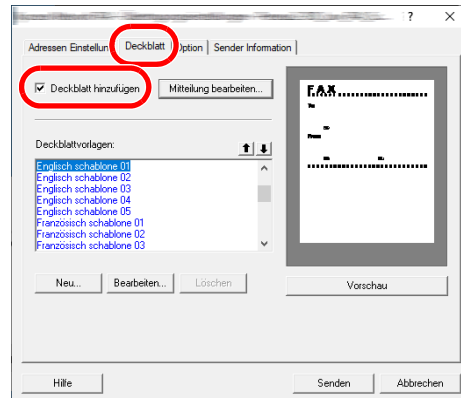 ?
Adressen Einstellun Deckblatt Option Sender Information
Deckblatt hinzufügen Mitteilung bearbeiten...
Deckblattvorlagen:
Englisch schablone 01
Englisch schablone 02
Englisch schablone 03
Englisch schablone 04
Englisch schablone 05
Französisch schablone 01
Französisch schablone 02
Französisch schablone 03
FAX
From
Neu... Bearbeiten... Löschen Vorschau
Hilfe Senden Abbrechen